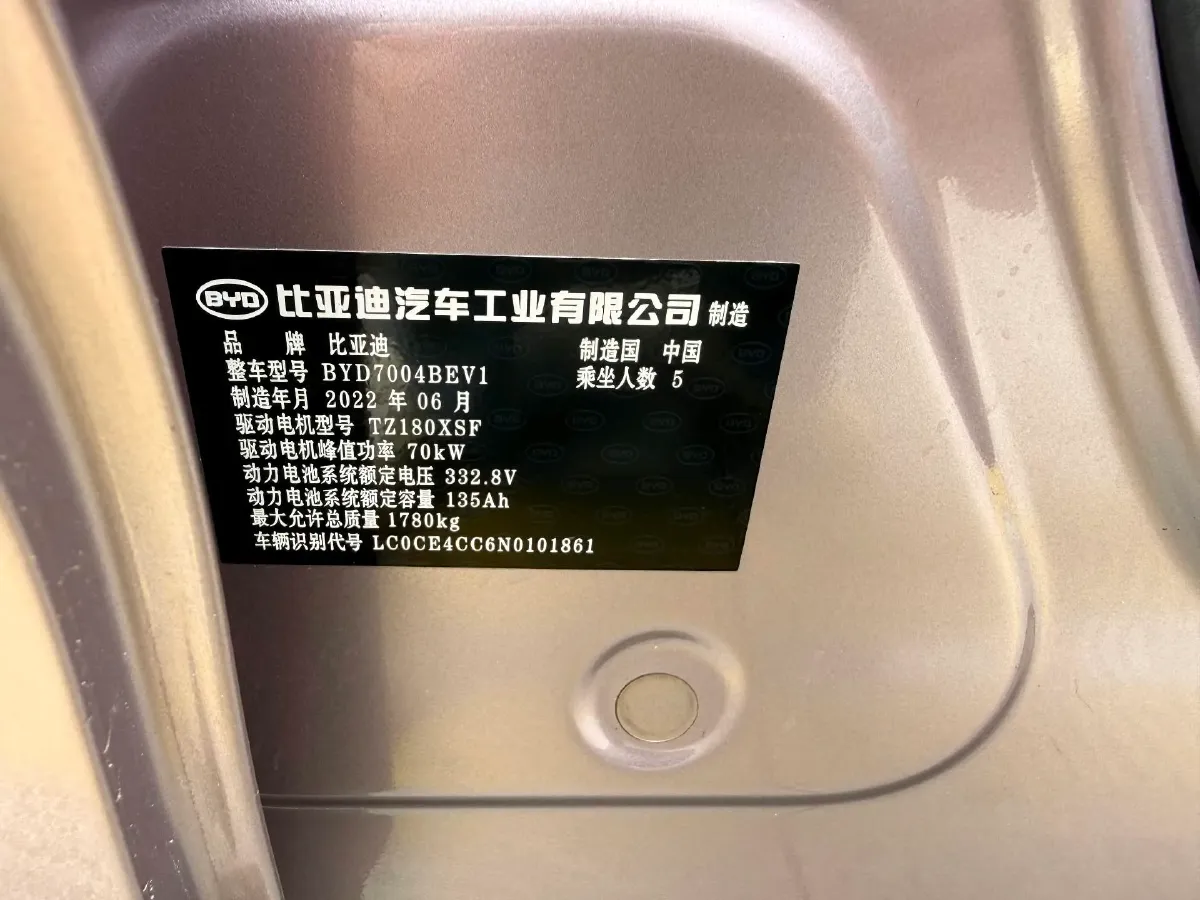 BYD 比亚迪汽车工业有限公司 制造
品 牌 比亚迪 制造国 中国
整车型号 BYD7004BEV1 乘坐人数 5
制造年月 2022 年 06 月
驱动电机型号 TZ180XSF
驱动电机峰值功率 70kW
动力电池系统额定电压 332.8V
动力电池系统额定容量 135Ah
最大允许总质量 1780kg
车辆识别代号 LC0CE4CC6N0101861